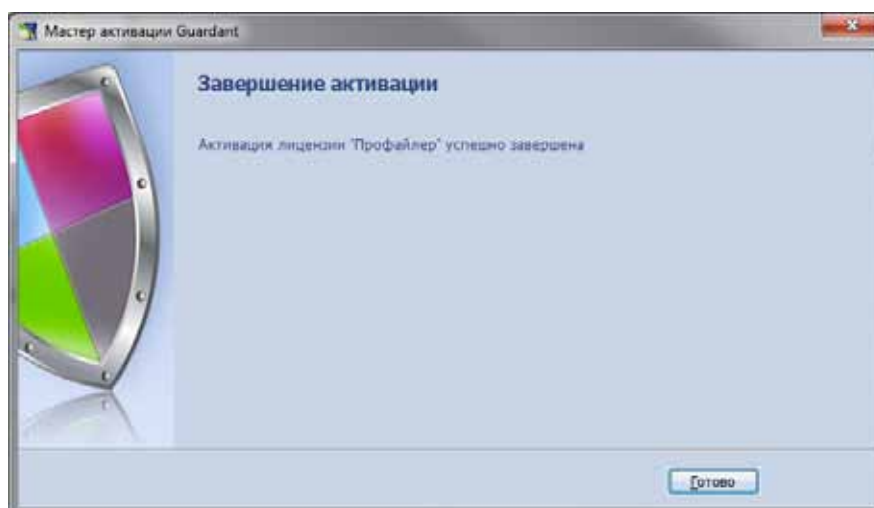 Мастер активации Guardant
Завершение активации
Активация лицензии "Профайлер" успешно завершена
Готово